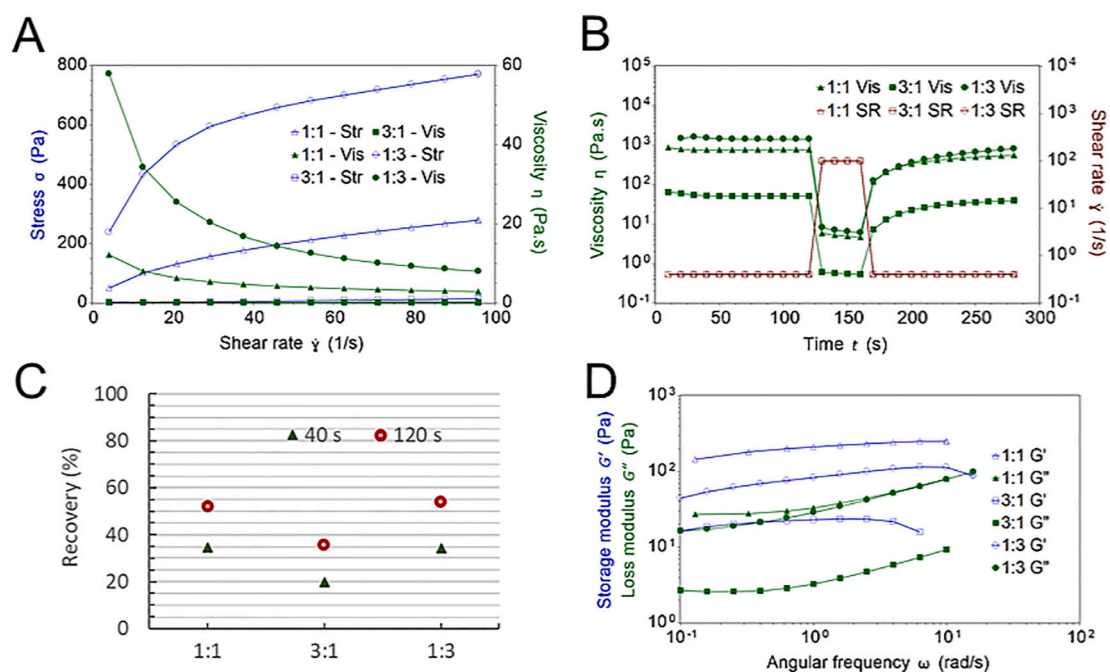 A
Stress σ (Pa)
800
600
400
200
0
0
20
40
60
80
100
Shear rate γ̇ (1/s)
60
40
20
0
Viscosity η (Pa.s)
1:1 - Str
3:1 - Vis
1:1 - Vis
1:3 - Str
3:1 - Str
1:3 - Vis
B
Viscosity η (Pa.s)
10⁵
10⁴
10³
10²
10¹
10⁰
10⁻¹
0
50
100
150
200
250
300
Time t (s)
10⁴
10³
10²
10¹
10⁰
10⁻¹
Shear rate γ̇ (1/s)
1:1 Vis
3:1 Vis
1:3 Vis
1:1 SR
3:1 SR
1:3 SR
C
Recovery (%)
100
80
60
40
20
0
40 s
120 s
1:1
3:1
1:3
D
Storage modulus G' (Pa)
Loss modulus G" (Pa)
10³
10²
10¹
10⁰
10⁻¹
10⁰
10¹
10²
Angular frequency ω (rad/s)
1:1 G'
1:1 G"
3:1 G'
3:1 G"
1:3 G'
1:3 G"